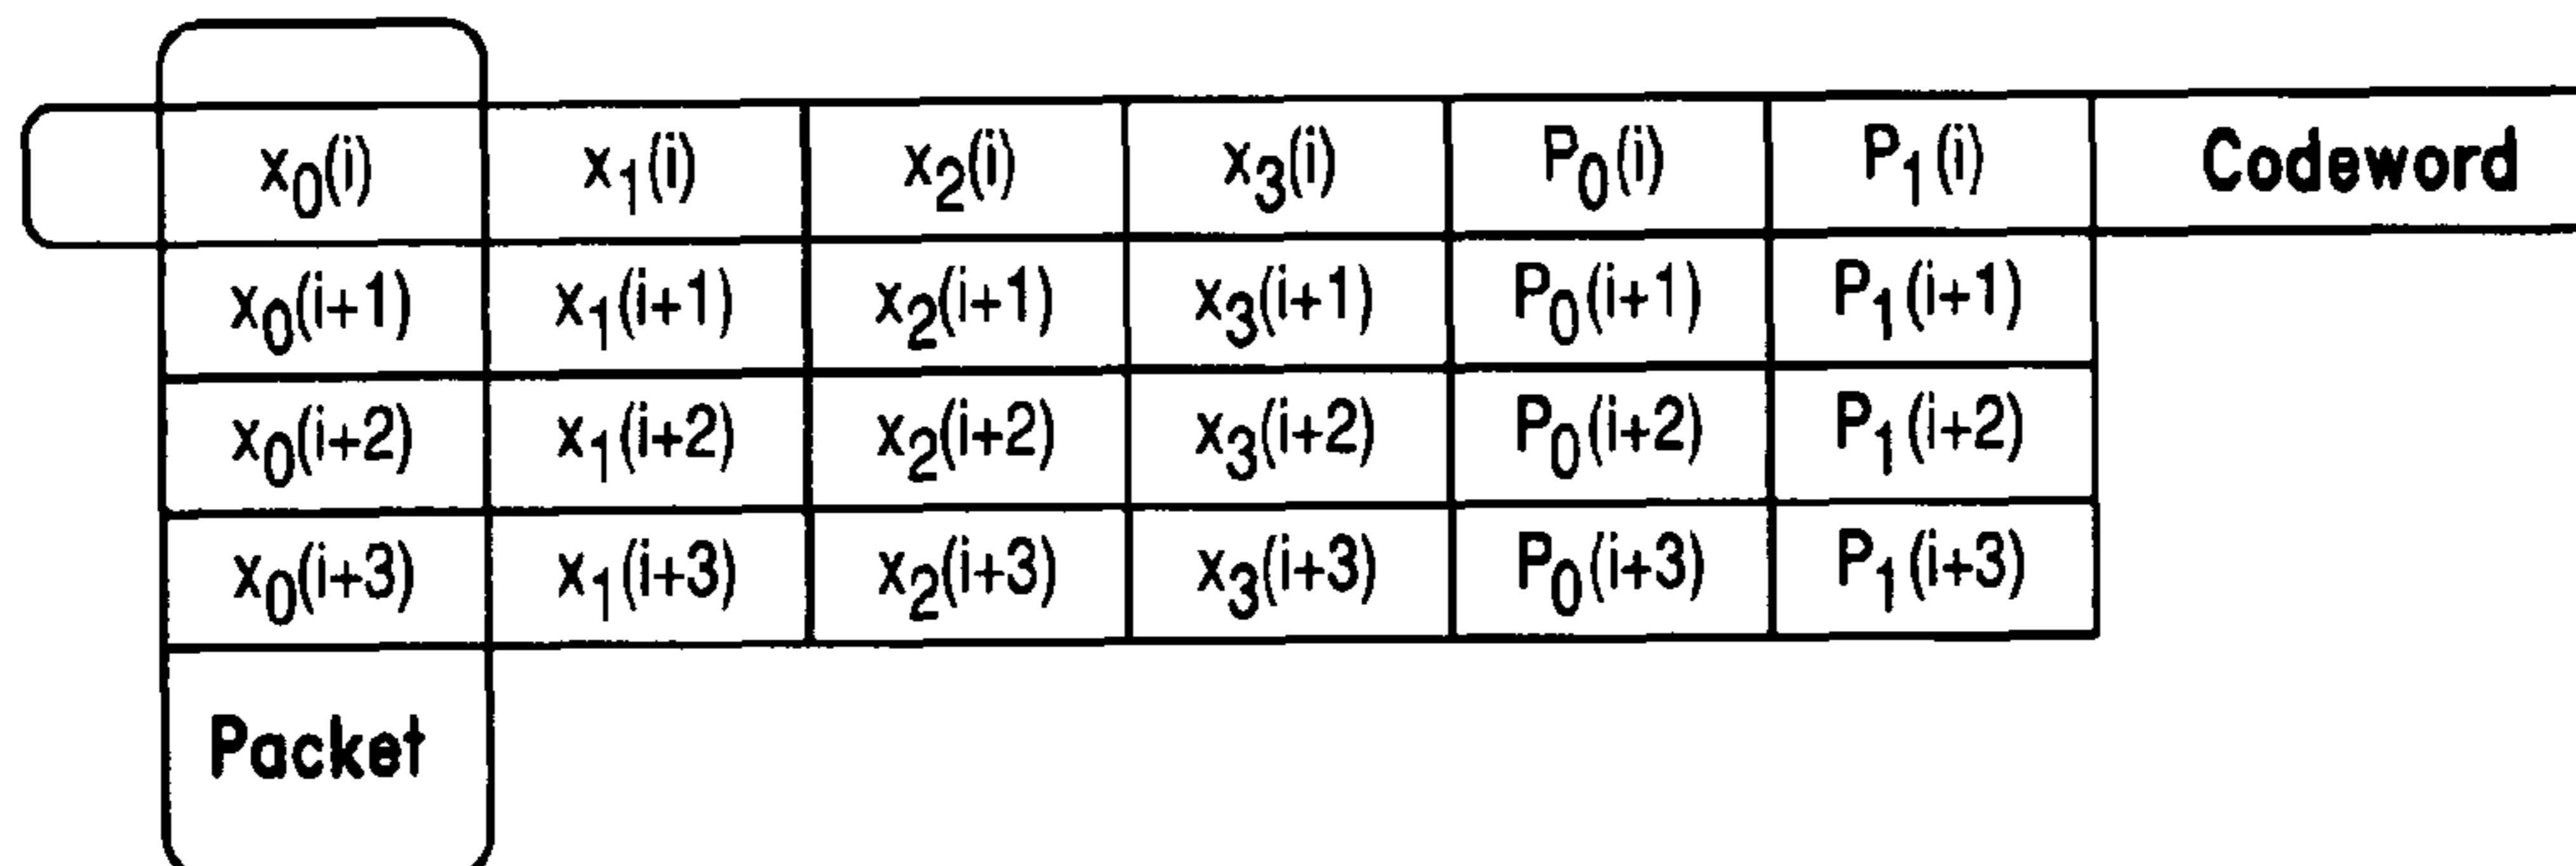 x0(i) x1(i) x2(i) x3(i) P0(i) P1(i) Codeword
x0(i+1) x1(i+1) x2(i+1) x3(i+1) P0(i+1) P1(i+1)
x0(i+2) x1(i+2) x2(i+2) x3(i+2) P0(i+2) P1(i+2)
x0(i+3) x1(i+3) x2(i+3) x3(i+3) P0(i+3) P1(i+3)
Packet